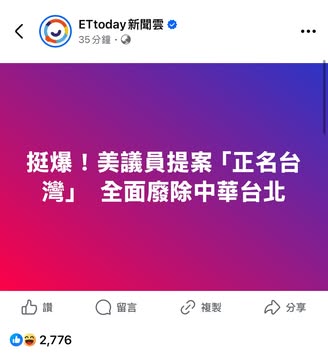 ETtoday新聞雲
35分鐘・
挺爆！美議員提案「正名台
灣」 全面廢除中華台北
讚 留言 複製 分享
2,776